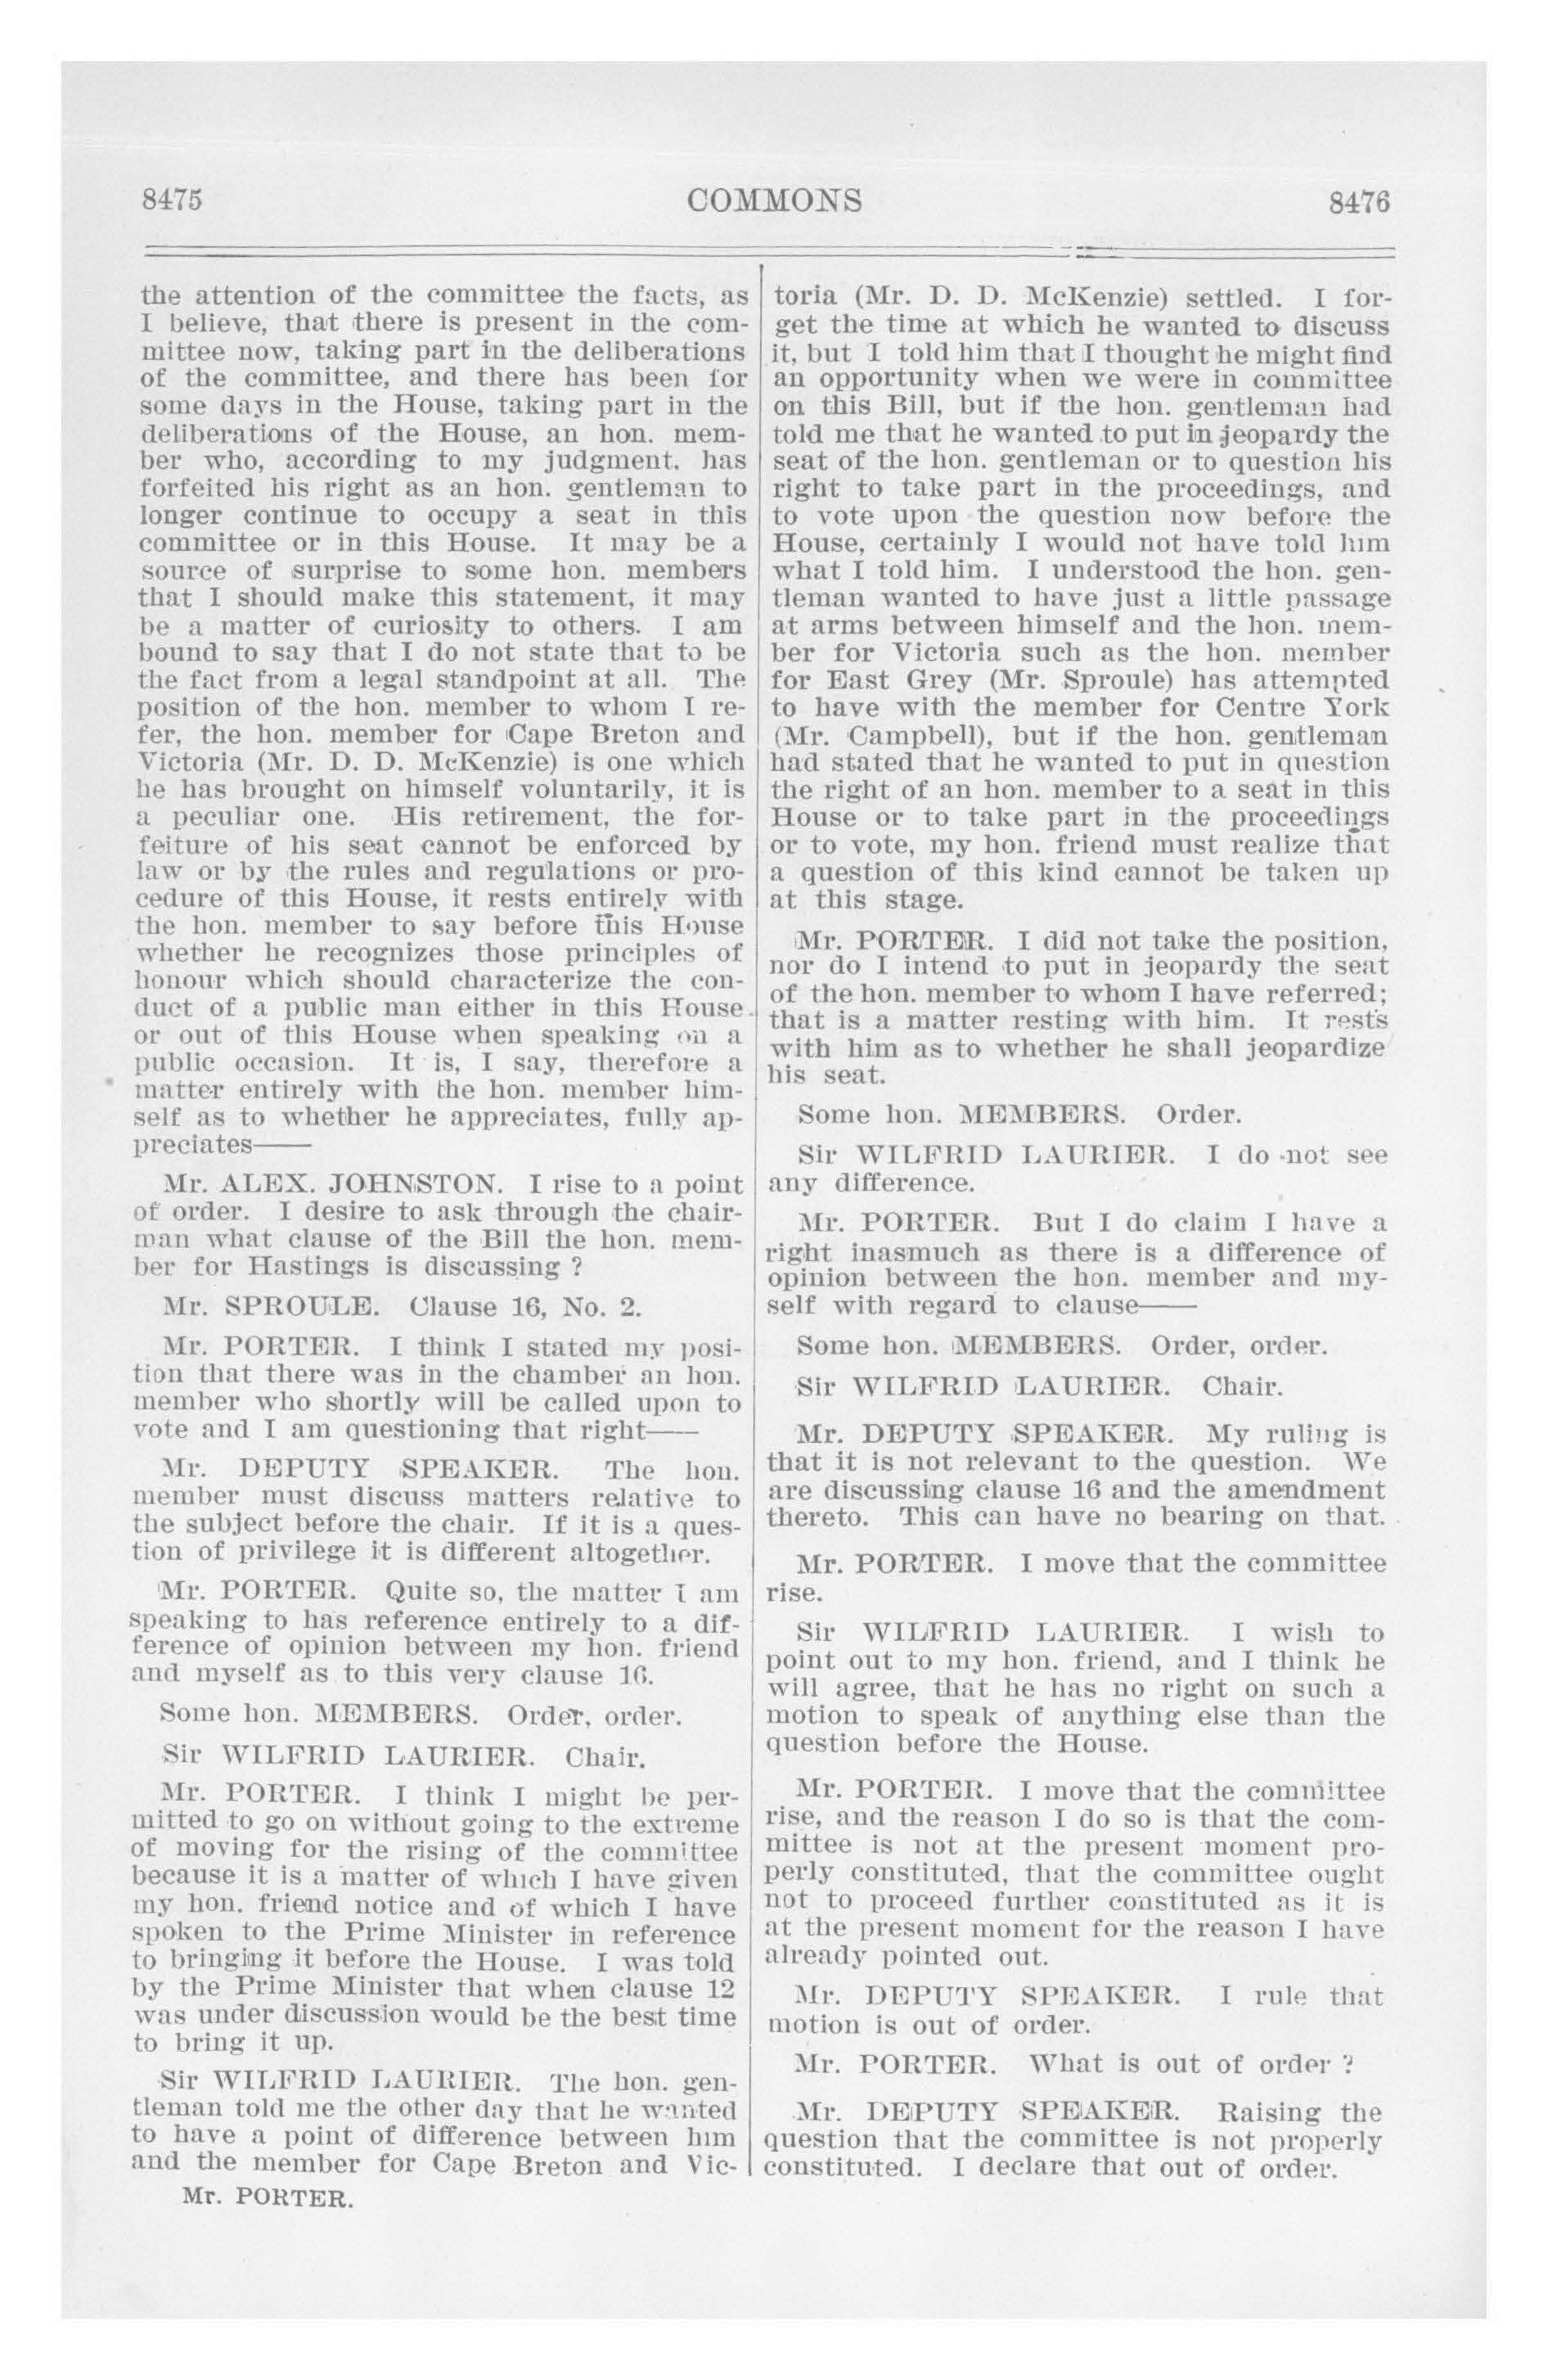 8475
COMMONS
8476
the attention of the committee the facts, as
I believe, that there is present in the com-
mittee now, taking part in the deliberations
of the committee, and there has been for
some days in the House, taking part in the
deliberations of the House, an hon. mem-
ber who, according to my judgment, has
forfeited his right as an hon. gentleman to
longer continue to occupy a seat in this
committee or in this House. It may be a
source of surprise to some hon. members
that I should make this statement, it may
be a matter of curiosity to others. I am
bound to say that I do not state that to be
the fact from a legal standpoint at all. The
position of the hon. member to whom I re-
fer, the hon. member for Cape Breton and
Victoria (Mr. D. D. McKenzie) is one which
he has brought on himself voluntarily, it is
a peculiar one. His retirement, the for-
feiture of his seat cannot be enforced by
law or by the rules and regulations or pro-
cedure of this House, it rests entirely with
the hon. member to say before this House
whether he recognizes those principles of
honour which should characterize the con-
duct of a public man either in this House
or out of this House when speaking on a
public occasion. It is, I say, therefore a
matter entirely with the hon. member him-
self as to whether he appreciates, fully ap-
preciates——
Mr. ALEX. JOHNSTON. I rise to a point
of order. I desire to ask through the chair-
man what clause of the Bill the hon. mem-
ber for Hastings is discussing ?
Mr. SPROULE. Clause 16, No. 2.
Mr. PORTER. I think I stated my posi-
tion that there was in the chamber an hon.
member who shortly will be called upon to
vote and I am questioning that right——
Mr. DEPUTY SPEAKER. The hon.
member must discuss matters relative to
the subject before the chair. If it is a ques-
tion of privilege it is different altogether.
Mr. PORTER. Quite so, the matter I am
speaking to has reference entirely to a dif-
ference of opinion between my hon. friend
and myself as to this very clause 16.
Some hon. MEMBERS. Order, order.
Sir WILFRID LAURIER. Chair.
Mr. PORTER. I think I might be per-
mitted to go on without going to the extreme
of moving for the rising of the committee
because it is a matter of which I have given
my hon. friend notice and of which I have
spoken to the Prime Minister in reference
to bringing it before the House. I was told
by the Prime Minister that when clause 12
was under discussion would be the best time
to bring it up.
Sir WILFRID LAURIER. The hon. gen-
tleman told me the other day that he wanted
to have a point of difference between him
and the member for Cape Breton and Vic-
Mr. PORTER.
toria (Mr. D. D. McKenzie) settled. I for-
get the time at which he wanted to discuss
it, but I told him that I thought he might find
an opportunity when we were in committee
on this Bill, but if the hon. gentleman had
told me that he wanted to put in jeopardy the
seat of the hon. gentleman or to question his
right to take part in the proceedings, and
to vote upon the question now before the
House, certainly I would not have told him
what I told him. I understood the hon. gen-
tleman wanted to have just a little passage
at arms between himself and the hon. mem-
ber for Victoria such as the hon. member
for East Grey (Mr. Sproule) has attempted
to have with the member for Centre York
(Mr. Campbell), but if the hon. gentleman
had stated that he wanted to put in question
the right of an hon. member to a seat in this
House or to take part in the proceedings
or to vote, my hon. friend must realize that
a question of this kind cannot be taken up
at this stage.
Mr. PORTER. I did not take the position,
nor do I intend to put in jeopardy the seat
of the hon. member to whom I have referred;
that is a matter resting with him. It rests
with him as to whether he shall jeopardize
his seat.
Some hon. MEMBERS. Order.
Sir WILFRID LAURIER. I do not see
any difference.
Mr. PORTER. But I do claim I have a
right inasmuch as there is a difference of
opinion between the hon. member and my-
self with regard to clause——
Some hon. MEMBERS. Order, order.
Sir WILFRID LAURIER. Chair.
Mr. DEPUTY SPEAKER. My ruling is
that it is not relevant to the question. We
are discussing clause 16 and the amendment
thereto. This can have no bearing on that.
Mr. PORTER. I move that the committee
rise.
Sir WILFRID LAURIER. I wish to
point out to my hon. friend, and I think he
will agree, that he has no right on such a
motion to speak of anything else than the
question before the House.
Mr. PORTER. I move that the committee
rise, and the reason I do so is that the com-
mittee is not at the present moment pro-
perly constituted, that the committee ought
not to proceed further constituted as it is
at the present moment for the reason I have
already pointed out.
Mr. DEPUTY SPEAKER. I rule that
motion is out of order.
Mr. PORTER. What is out of order ?
Mr. DEPUTY SPEAKER. Raising the
question that the committee is not properly
constituted. I declare that out of order.